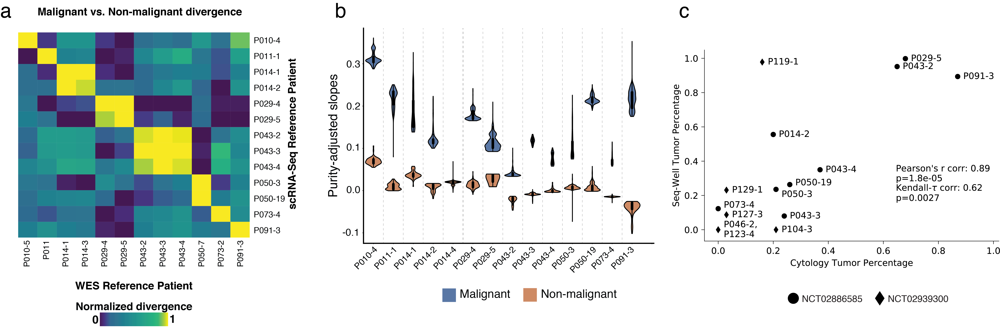 a
Malignant vs. Non-malignant divergence
P010-4
P011-1
P014-1
P014-2
P029-4
P029-5
P043-2
P043-3
P043-4
P050-3
P050-19
P073-4
P091-3
scRNA-Seq Reference Patient
P010-5
P011
P014-1
P014-3
P029-4
P029-5
P043-2
P043-3
P043-4
P050-7
P073-2
P091-3
WES Reference Patient
Normalized divergence
0
1
b
Purity-adjusted slopes
0.3
0.2
0.1
0.0
-0.1
P010-4
P011-1
P014-1
P014-2
P014-4
P029-4
P029-5
P043-2
P043-3
P043-4
P050-3
P050-19
P073-4
P091-3
Malignant
Non-malignant
c
Seq-Well Tumor Percentage
1.0
0.8
0.6
0.4
0.2
0.0
P119-1
P029-5
P043-2
P091-3
P014-2
P043-4
P050-19
P129-1
P050-3
P073-4
P127-3
P043-3
P046-2,
P123-4
P104-3
Pearson's r corr: 0.89
p=1.8e-05
Kendall-τ corr: 0.62
p=0.0027
0.0
0.2
0.4
0.6
0.8
1.0
Cytology Tumor Percentage
NCT02886585
NCT02939300